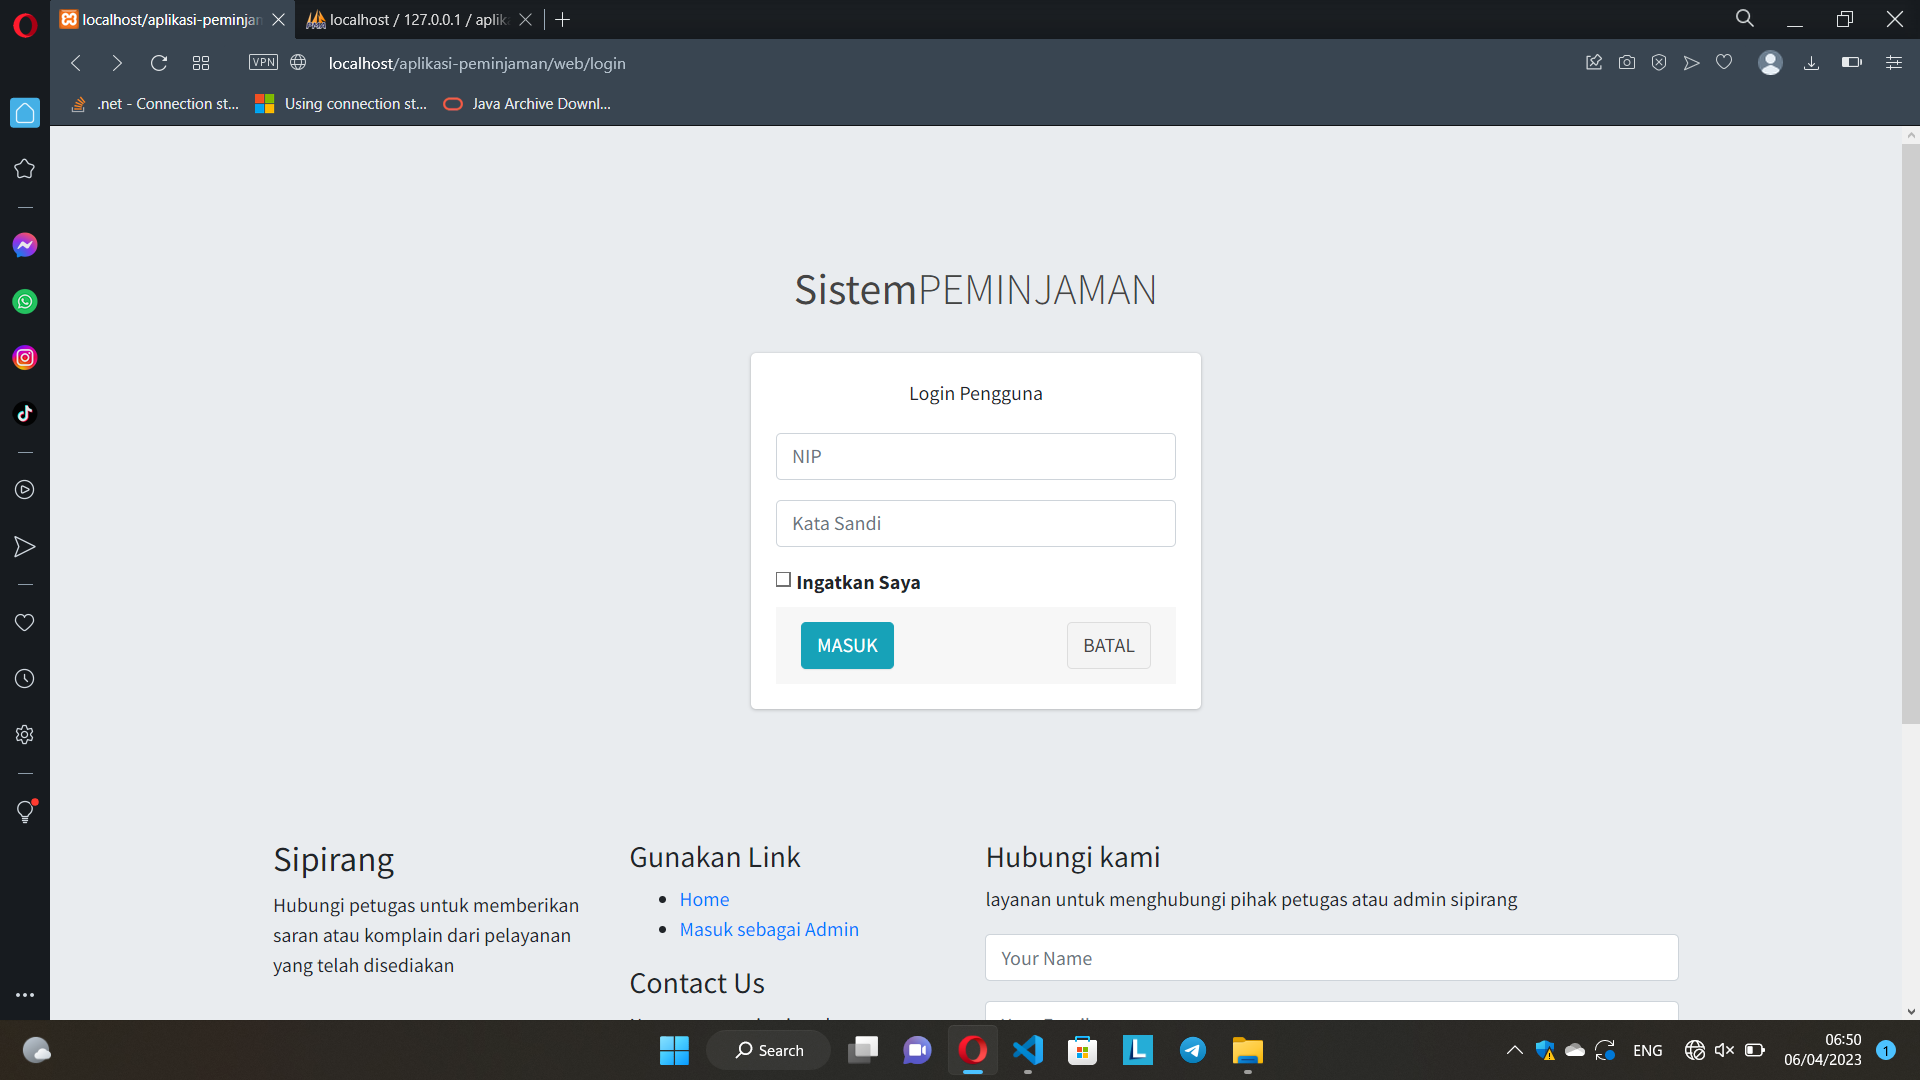 localhost/aplikasi-peminjan
localhost / 127.0.0.1 / aplik
VPN
localhost/aplikasi-peminjaman/web/login
.net - Connection st...
Using connection st...
Java Archive Downl...
SistemPEMINJAMAN
Login Pengguna
NIP
Kata Sandi
Ingatkan Saya
MASUK
BATAL
Sipirang
Hubungi petugas untuk memberikan
saran atau komplain dari pelayanan
yang telah disediakan
Gunakan Link
Home
Masuk sebagai Admin
Contact Us
Hubungi kami
layanan untuk menghubungi pihak petugas atau admin sipirang
Your Name
Search
ENG
06:50
06/04/2023
1